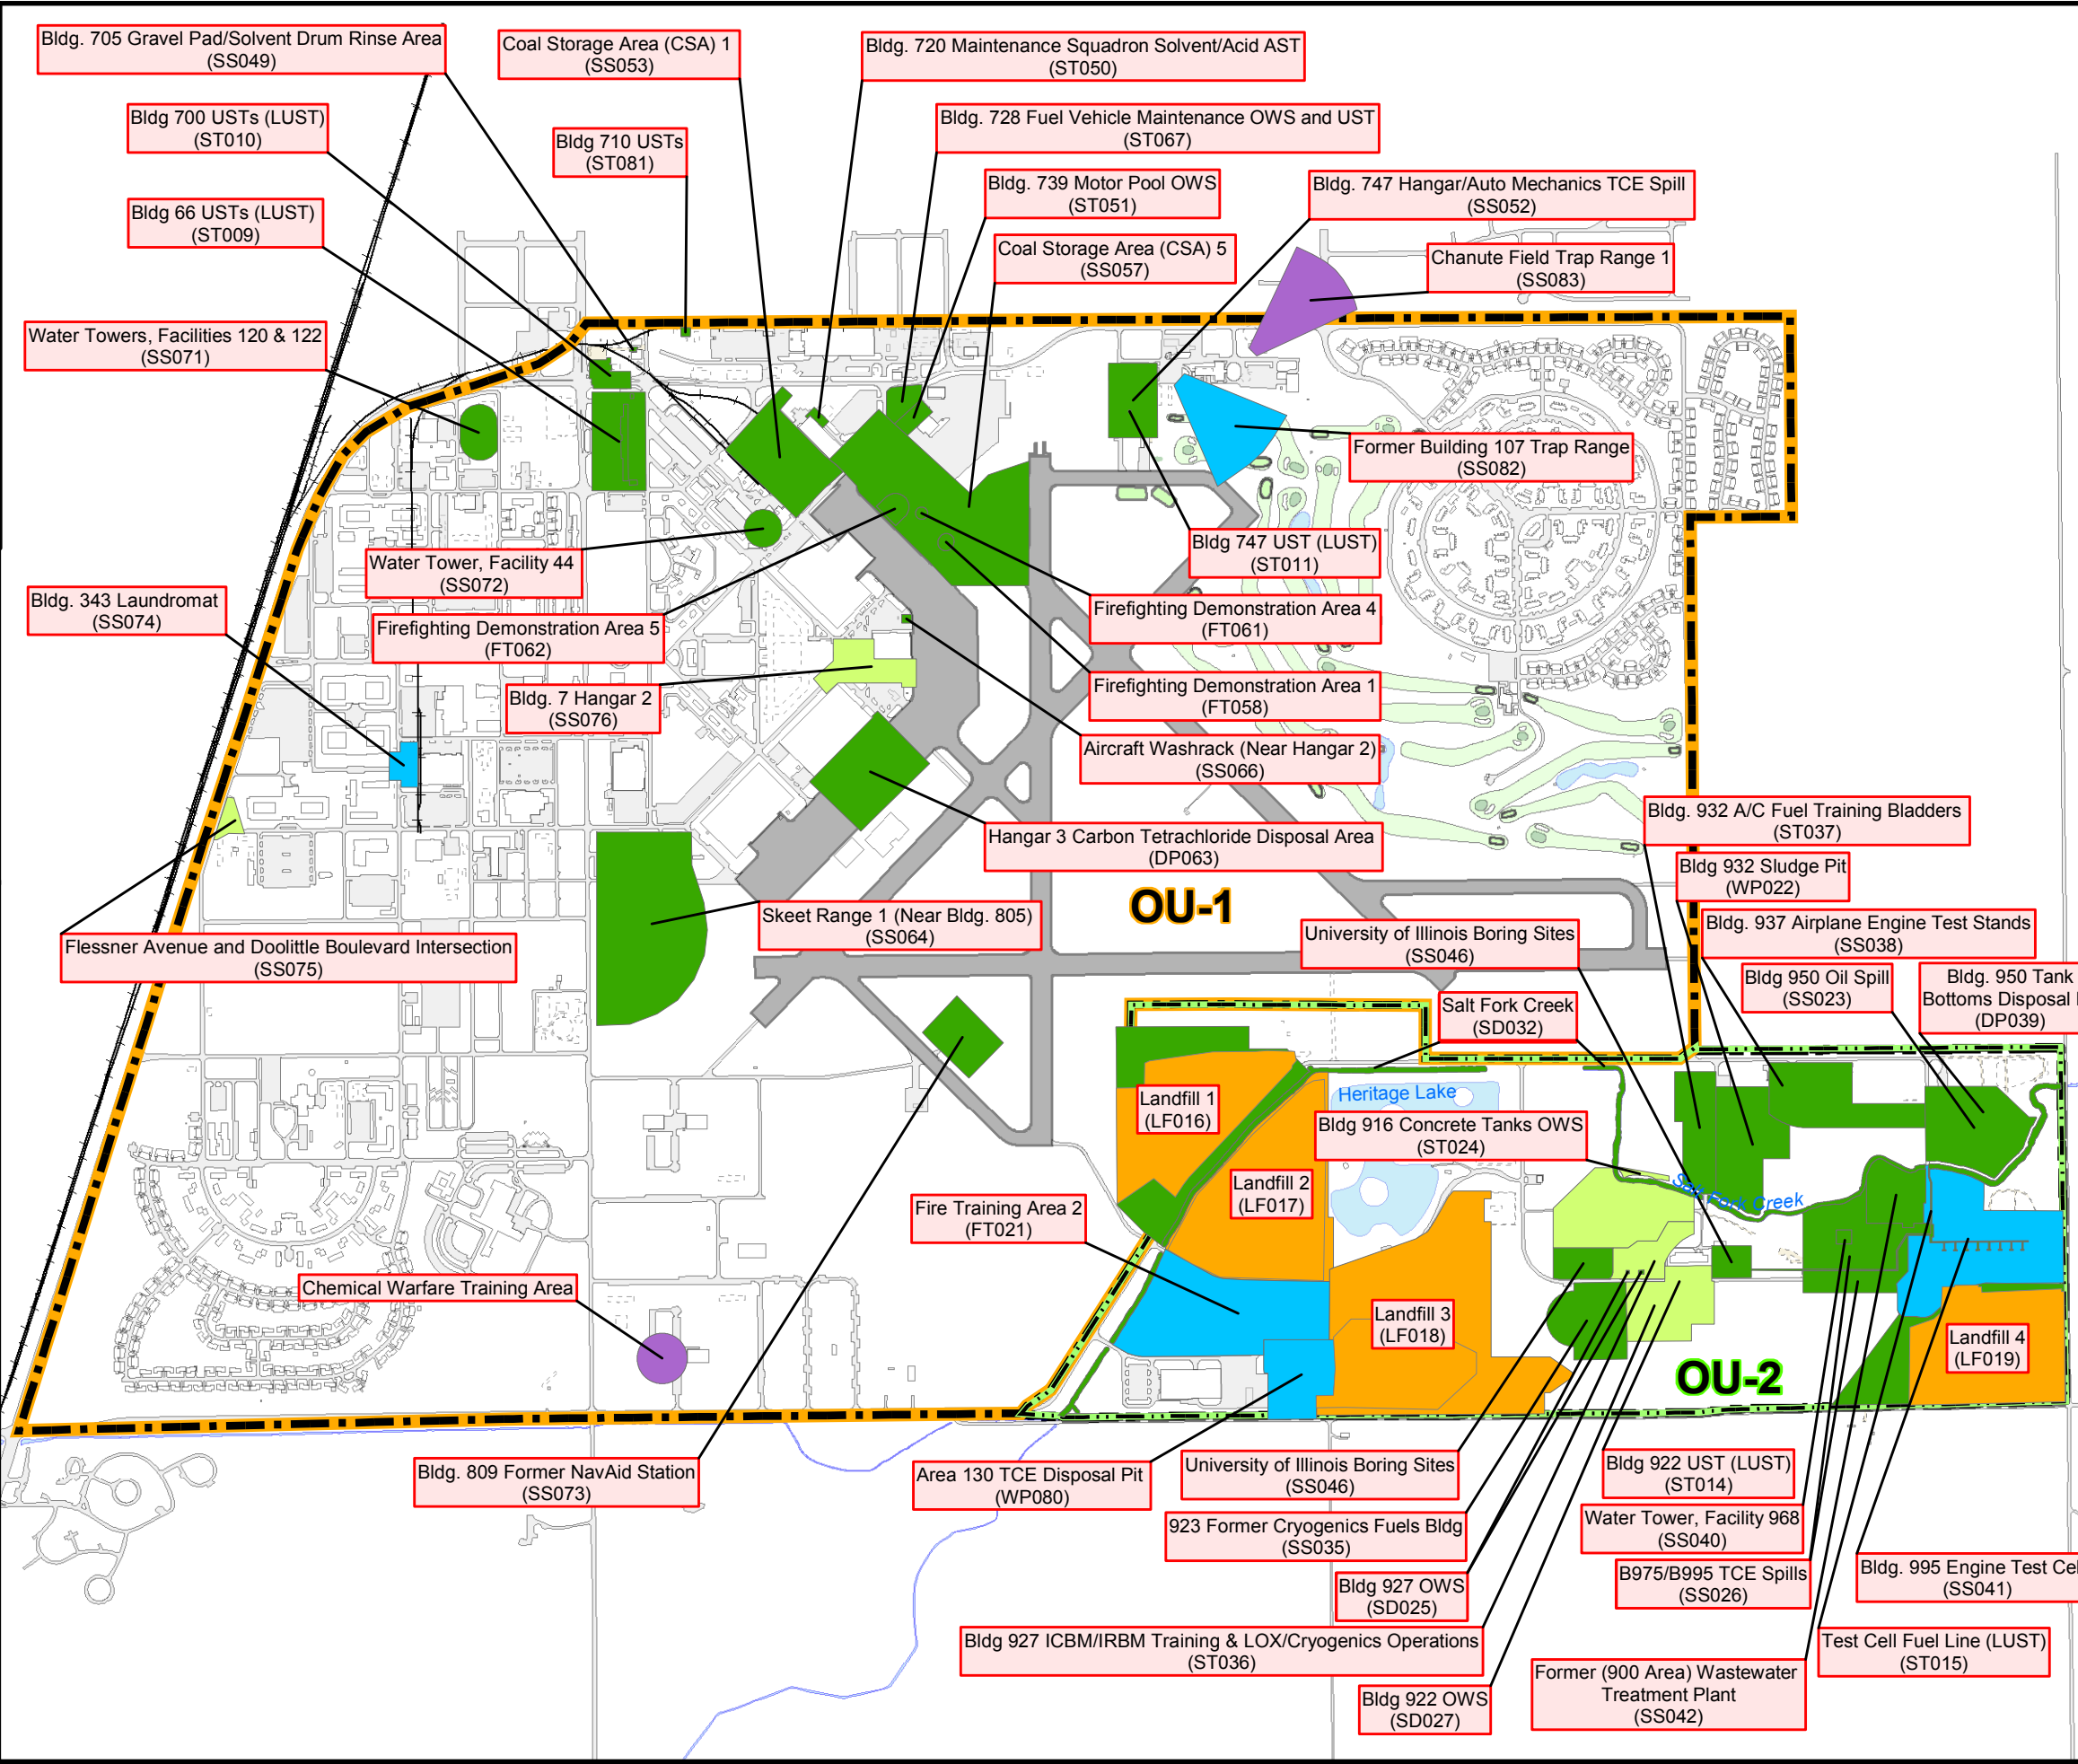 Bldg. 705 Gravel Pad/Solvent Drum Rinse Area
(SS049)
Coal Storage Area (CSA) 1
(SS053)
Bldg. 720 Maintenance Squadron Solvent/Acid AST
(ST050)
Bldg 700 USTs (LUST)
(ST010)
Bldg 710 USTs
(ST081)
Bldg. 728 Fuel Vehicle Maintenance OWS and UST
(ST067)
Bldg. 739 Motor Pool OWS
(ST051)
Bldg. 747 Hangar/Auto Mechanics TCE Spill
(SS052)
Bldg 66 USTs (LUST)
(ST009)
Coal Storage Area (CSA) 5
(SS057)
Chanute Field Trap Range 1
(SS083)
Water Towers, Facilities 120 & 122
(SS071)
Former Building 107 Trap Range
(SS082)
Water Tower, Facility 44
(SS072)
Bldg 747 UST (LUST)
(ST011)
Bldg. 343 Laundromat
(SS074)
Firefighting Demonstration Area 5
(FT062)
Firefighting Demonstration Area 4
(FT061)
Bldg. 7 Hangar 2
(SS076)
Firefighting Demonstration Area 1
(FT058)
Aircraft Washrack (Near Hangar 2)
(SS066)
Hangar 3 Carbon Tetrachloride Disposal Area
(DP063)
Bldg. 932 A/C Fuel Training Bladders
(ST037)
Bldg 932 Sludge Pit
(WP022)
OU-1
Skeet Range 1 (Near Bldg. 805)
(SS064)
Bldg. 937 Airplane Engine Test Stands
(SS038)
Flessner Avenue and Doolittle Boulevard Intersection
(SS075)
University of Illinois Boring Sites
(SS046)
Bldg 950 Oil Spill
(SS023)
Bldg. 950 Tank
Bottoms Disposal
(DP039)
Salt Fork Creek
(SD032)
Heritage Lake
Landfill 1
(LF016)
Bldg 916 Concrete Tanks OWS
(ST024)
Landfill 2
(LF017)
Salt Fork Creek
Fire Training Area 2
(FT021)
Chemical Warfare Training Area
Landfill 3
(LF018)
Landfill 4
(LF019)
OU-2
Bldg. 809 Former NavAid Station
(SS073)
Area 130 TCE Disposal Pit
(WP080)
University of Illinois Boring Sites
(SS046)
Bldg 922 UST (LUST)
(ST014)
923 Former Cryogenics Fuels Bldg
(SS035)
Water Tower, Facility 968
(SS040)
Bldg 927 OWS
(SD025)
B975/B995 TCE Spills
(SS026)
Bldg. 995 Engine Test
(SS041)
Bldg 927 ICBM/IRBM Training & LOX/Cryogenics Operations
(ST036)
Test Cell Fuel Line (LUST)
(ST015)
Bldg 922 OWS
(SD027)
Former (900 Area) Wastewater
Treatment Plant
(SS042)